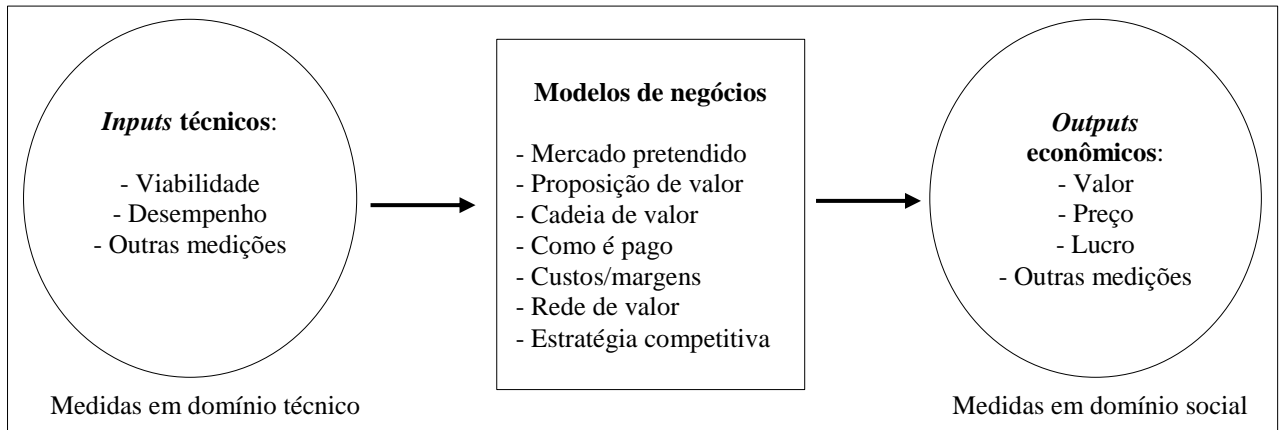 Inputs técnicos:
- Viabilidade
- Desempenho
- Outras medições
Medidas em domínio técnico
Modelos de negócios
- Mercado pretendido
- Proposição de valor
- Cadeia de valor
- Como é pago
- Custos/margens
- Rede de valor
- Estratégia competitiva
Outputs
econômicos:
- Valor
- Preço
- Lucro
- Outras medições
Medidas em domínio social